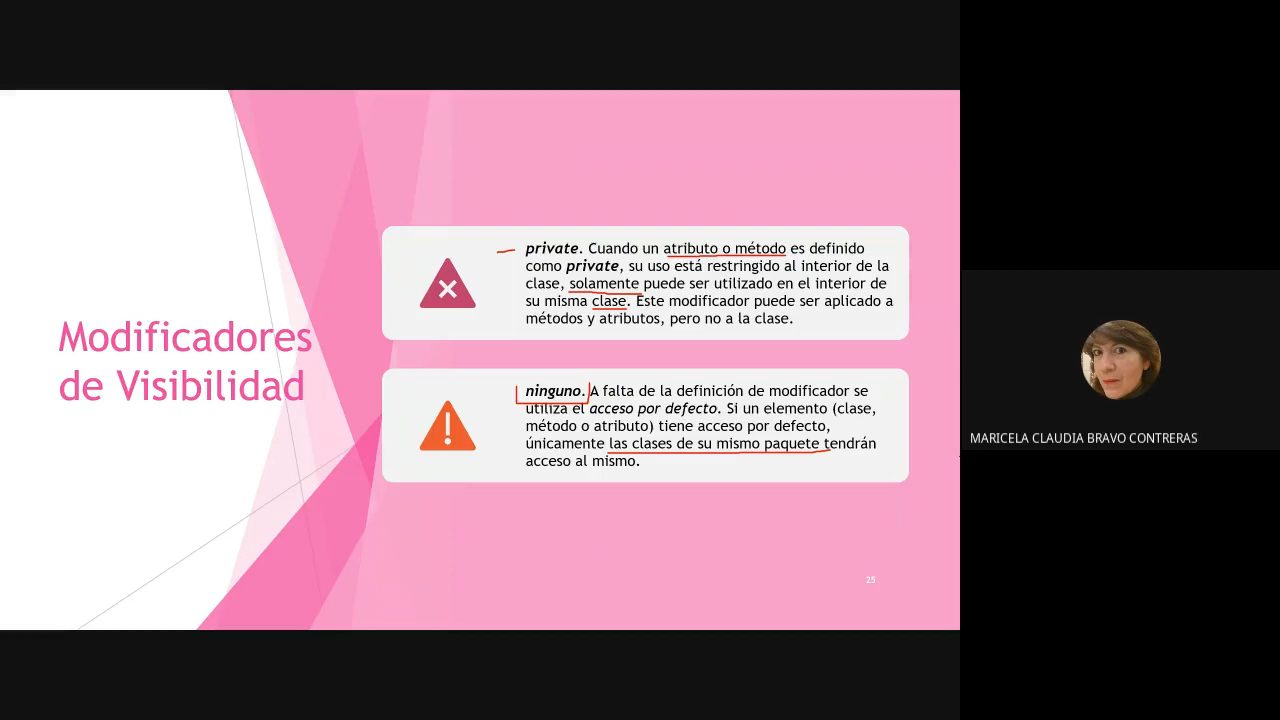 Modificadores
de Visibilidad
private. Cuando un atributo o método es definido
como private, su uso está restringido al interior de la
clase, solamente puede ser utilizado en el interior de
su misma clase. Este modificador puede ser aplicado a
métodos y atributos, pero no a la clase.
ninguno. A falta de la definición de modificador se
utiliza el acceso por defecto. Si un elemento (clase,
método o atributo) tiene acceso por defecto,
únicamente las clases de su mismo paquete tendrán
acceso al mismo.
25
MARICELA CLAUDIA BRAVO CONTRERAS